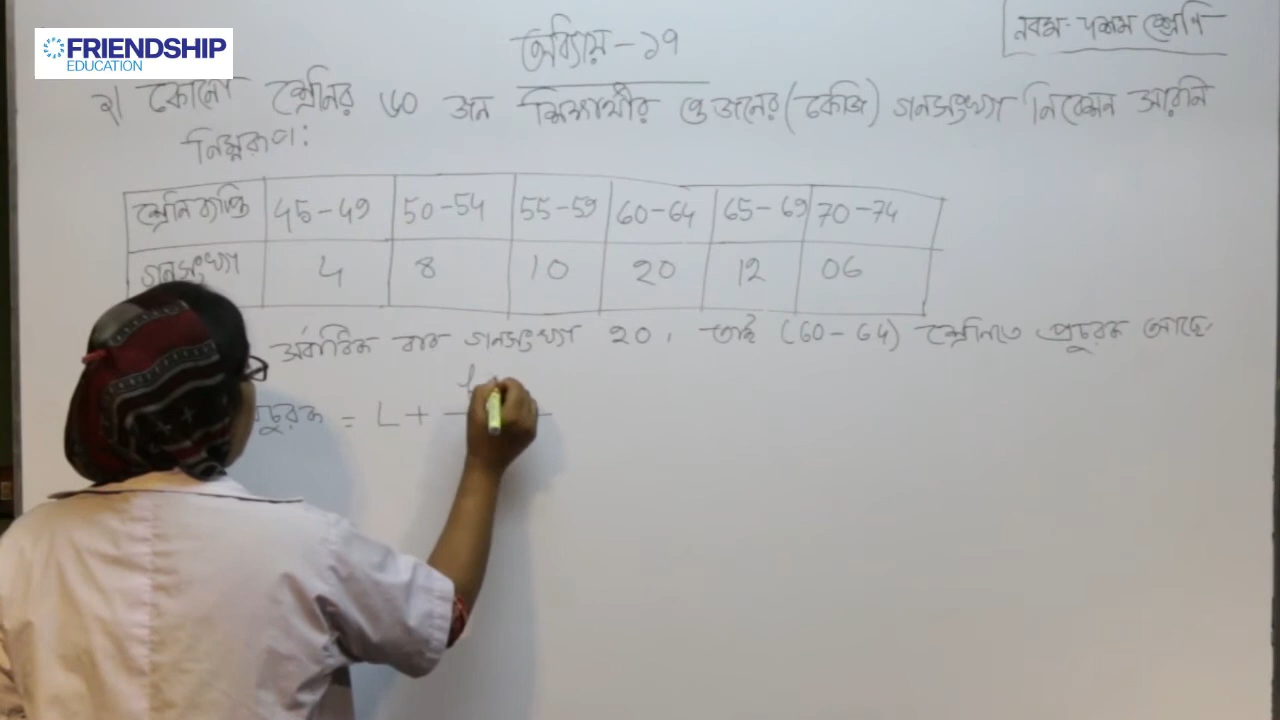 FRIENDSHIP
EDUCATION
অধ্যায় - ১৭
নবম-দশম শ্রেণি
২। কোনো শ্রেনির ৬০ জন শিক্ষার্থীর ওজনের (কেজি) গনসংখ্যা নিবেশন সারনি
নিম্নরূপ:
শ্রেনিব্যাপ্তি 45-49 50-54 55-59 60-64 65-69 70-74
গনসংখ্যা 4 8 10 20 12 06
সর্বাধিক বার গনসংখ্যা 20, তাই (60-64) শ্রেনিতে প্রচুরক আছে
প্রচুরক = L +